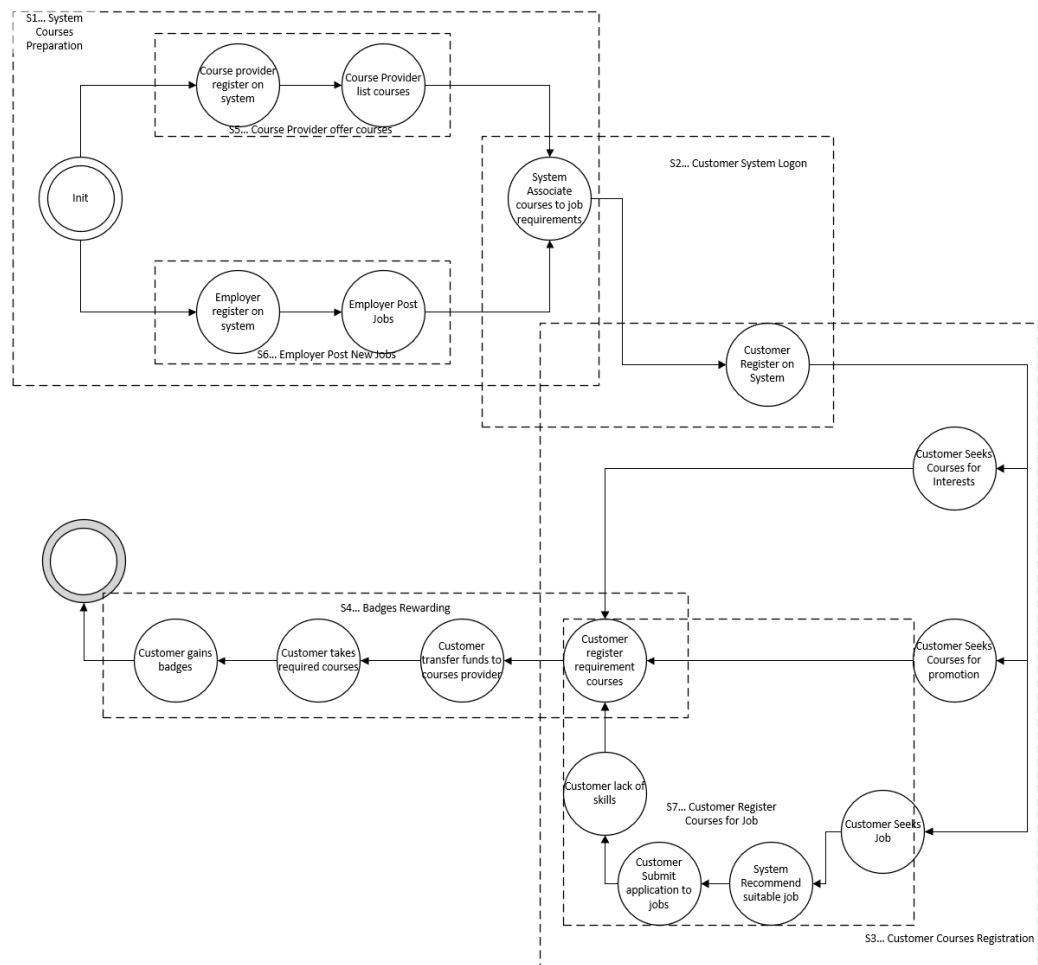 S1... System
Courses
Preparation
Course provider
register on
system
Course Provider
list courses
S5... Course Provider offer courses
Init
System
Associate
courses to job
requirements
S2... Customer System Logon
Employer
register on
system
Employer Post
Jobs
S6... Employer Post New Jobs
Customer
Register on
System
Customer Seeks
Courses for
Interests
S4... Badges Rewarding
Customer gains
badges
Customer takes
required courses
Customer
transfer funds to
courses provider
Customer
register
requirement
courses
Customer Seeks
Courses for
promotion
Customer lack of
skills
S7... Customer Register
Courses for Job
Customer Seeks
Job
Customer
Submit
application to
jobs
System
Recommend
suitable job
S3... Customer Courses Registration